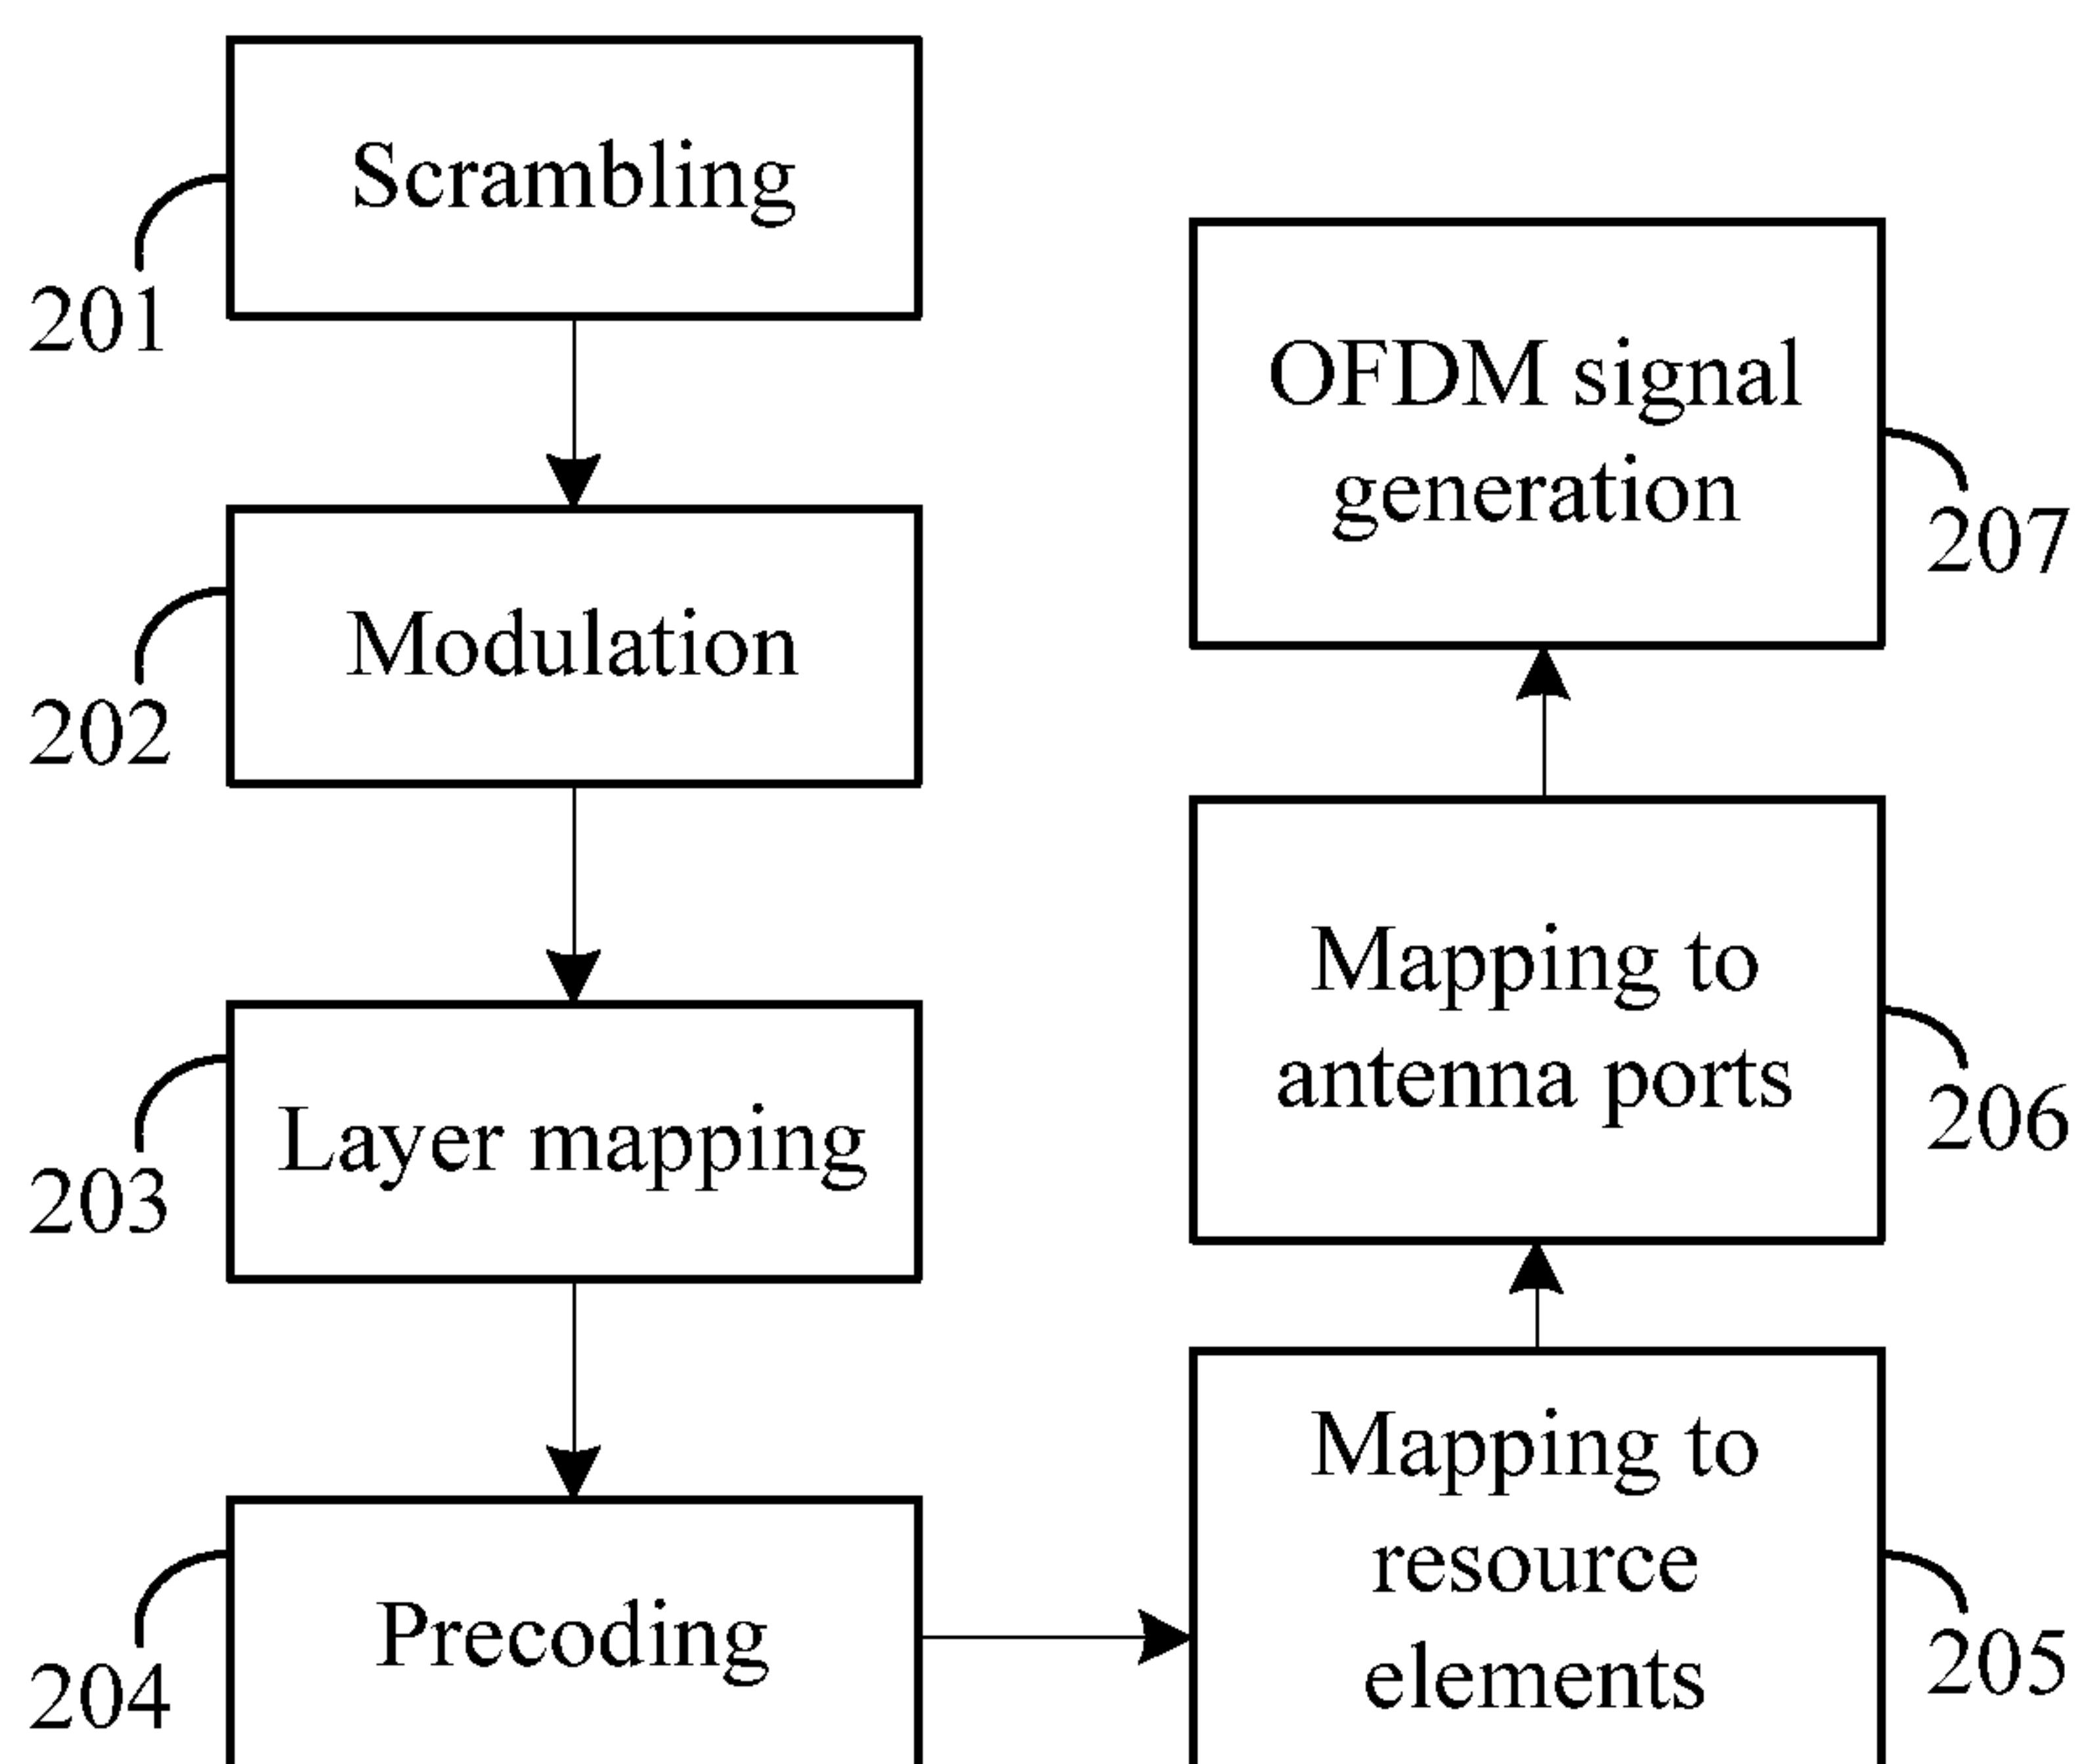 Scrambling
201
Modulation
202
Layer mapping
203
Precoding
204
Mapping to
resource
elements
205
Mapping to
antenna ports
206
OFDM signal
generation
207